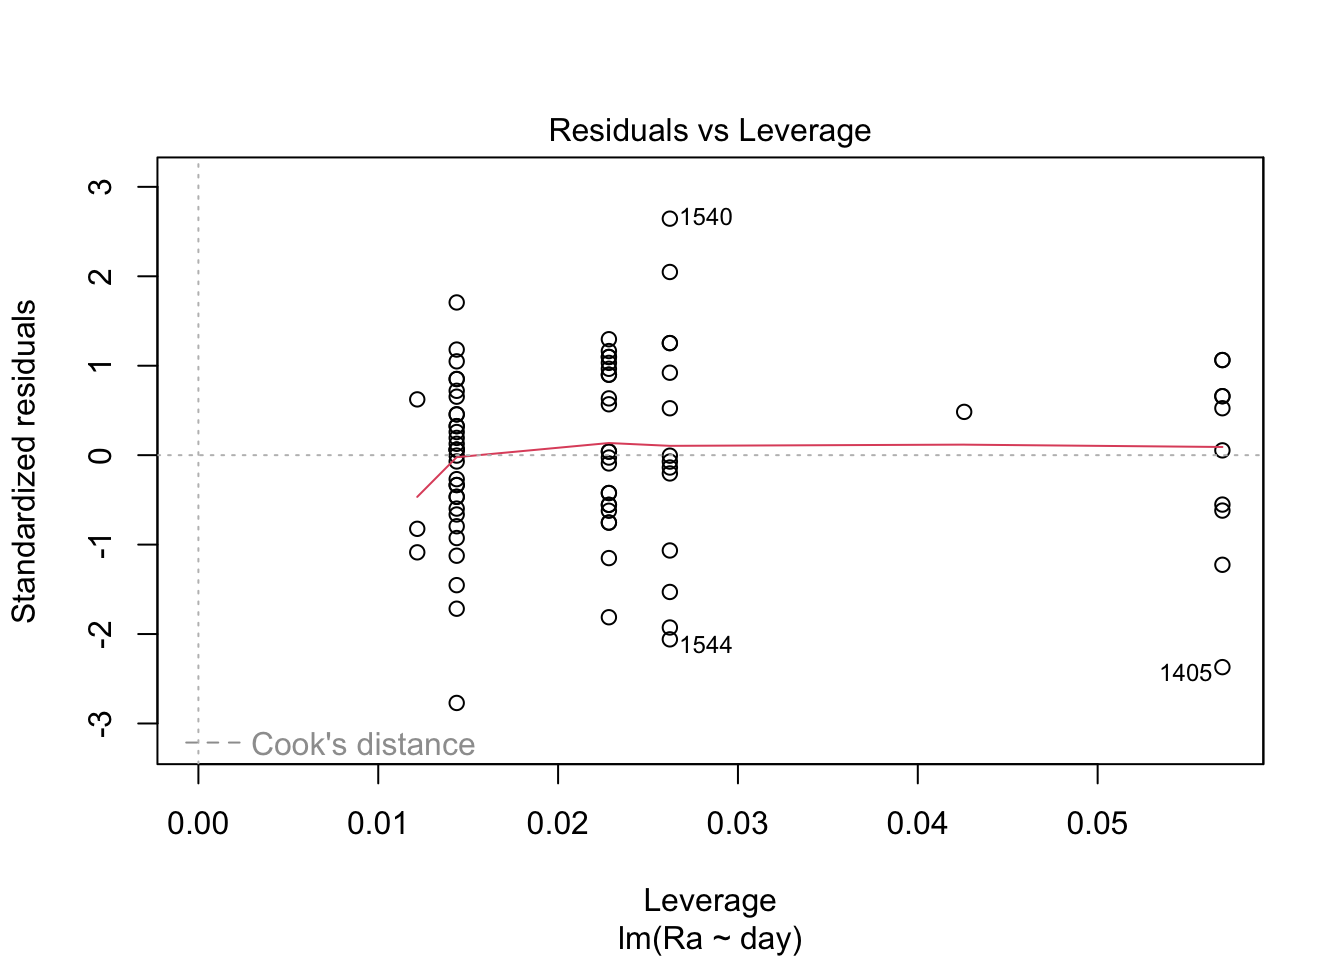 Residuals vs Leverage
Standardized residuals
3
2
1
0
-1
-2
-3
1540
1544
1405
Cook's distance
0.00 0.01 0.02 0.03 0.04 0.05
Leverage
lm(Ra ~ day)